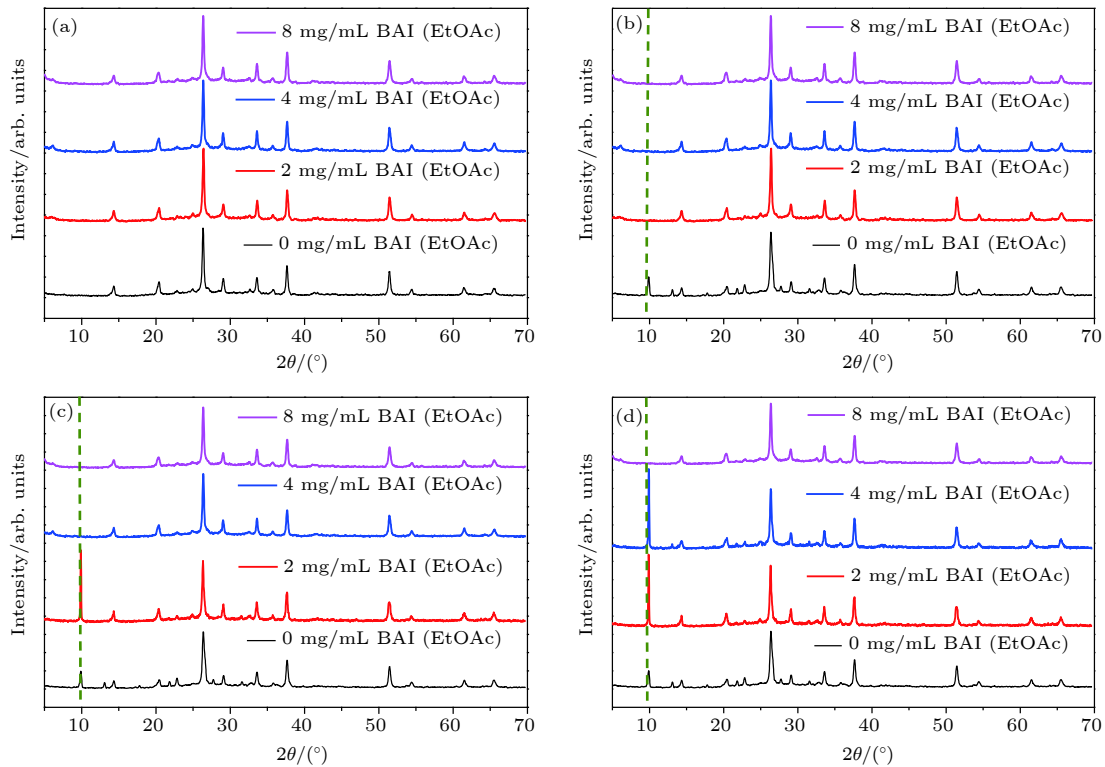 (a)
8 mg/mL BAI (EtOAc)
4 mg/mL BAI (EtOAc)
2 mg/mL BAI (EtOAc)
0 mg/mL BAI (EtOAc)
Intensity/arb. units
10 20 30 40 50 60 70
2θ/(°)
(b)
8 mg/mL BAI (EtOAc)
4 mg/mL BAI (EtOAc)
2 mg/mL BAI (EtOAc)
0 mg/mL BAI (EtOAc)
Intensity/arb. units
10 20 30 40 50 60 70
2θ/(°)
(c)
8 mg/mL BAI (EtOAc)
4 mg/mL BAI (EtOAc)
2 mg/mL BAI (EtOAc)
0 mg/mL BAI (EtOAc)
Intensity/arb. units
10 20 30 40 50 60 70
2θ/(°)
(d)
8 mg/mL BAI (EtOAc)
4 mg/mL BAI (EtOAc)
2 mg/mL BAI (EtOAc)
0 mg/mL BAI (EtOAc)
Intensity/arb. units
10 20 30 40 50 60 70
2θ/(°)